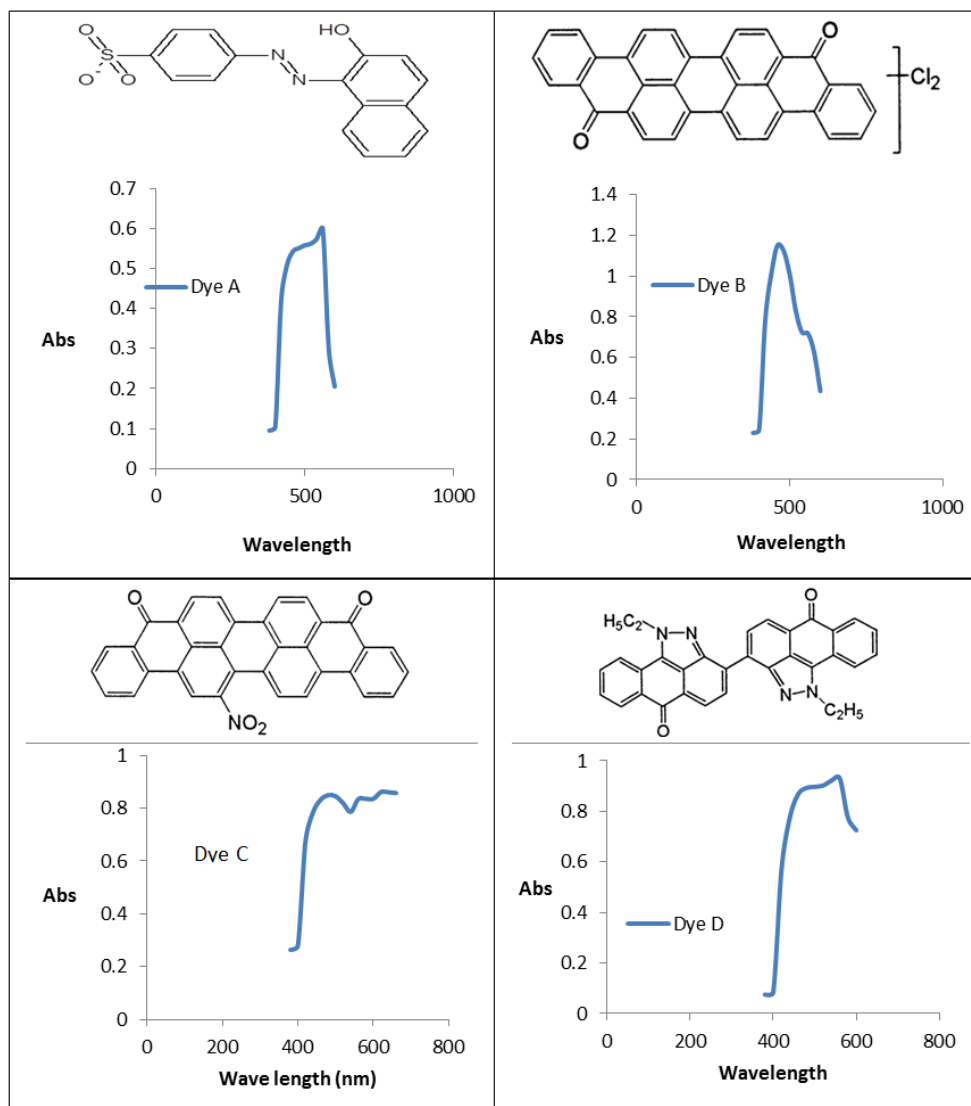 HO
O
S
O
O-
N
N
O
O
Cl2
0.7
0.6
0.5
0.4
0.3
0.2
0.1
0
Abs
Dye A
0 500 1000
Wavelength
1.4
1.2
1
0.8
0.6
0.4
0.2
0
Abs
Dye B
0 500 1000
Wavelength
O O
NO2
H5C2
N N
O
O
N N
C2H5
1
0.8
0.6
0.4
0.2
0
Abs
Dye C
0 200 400 600 800
Wave length (nm)
1
0.8
0.6
0.4
0.2
0
Abs
Dye D
0 200 400 600 800
Wavelength